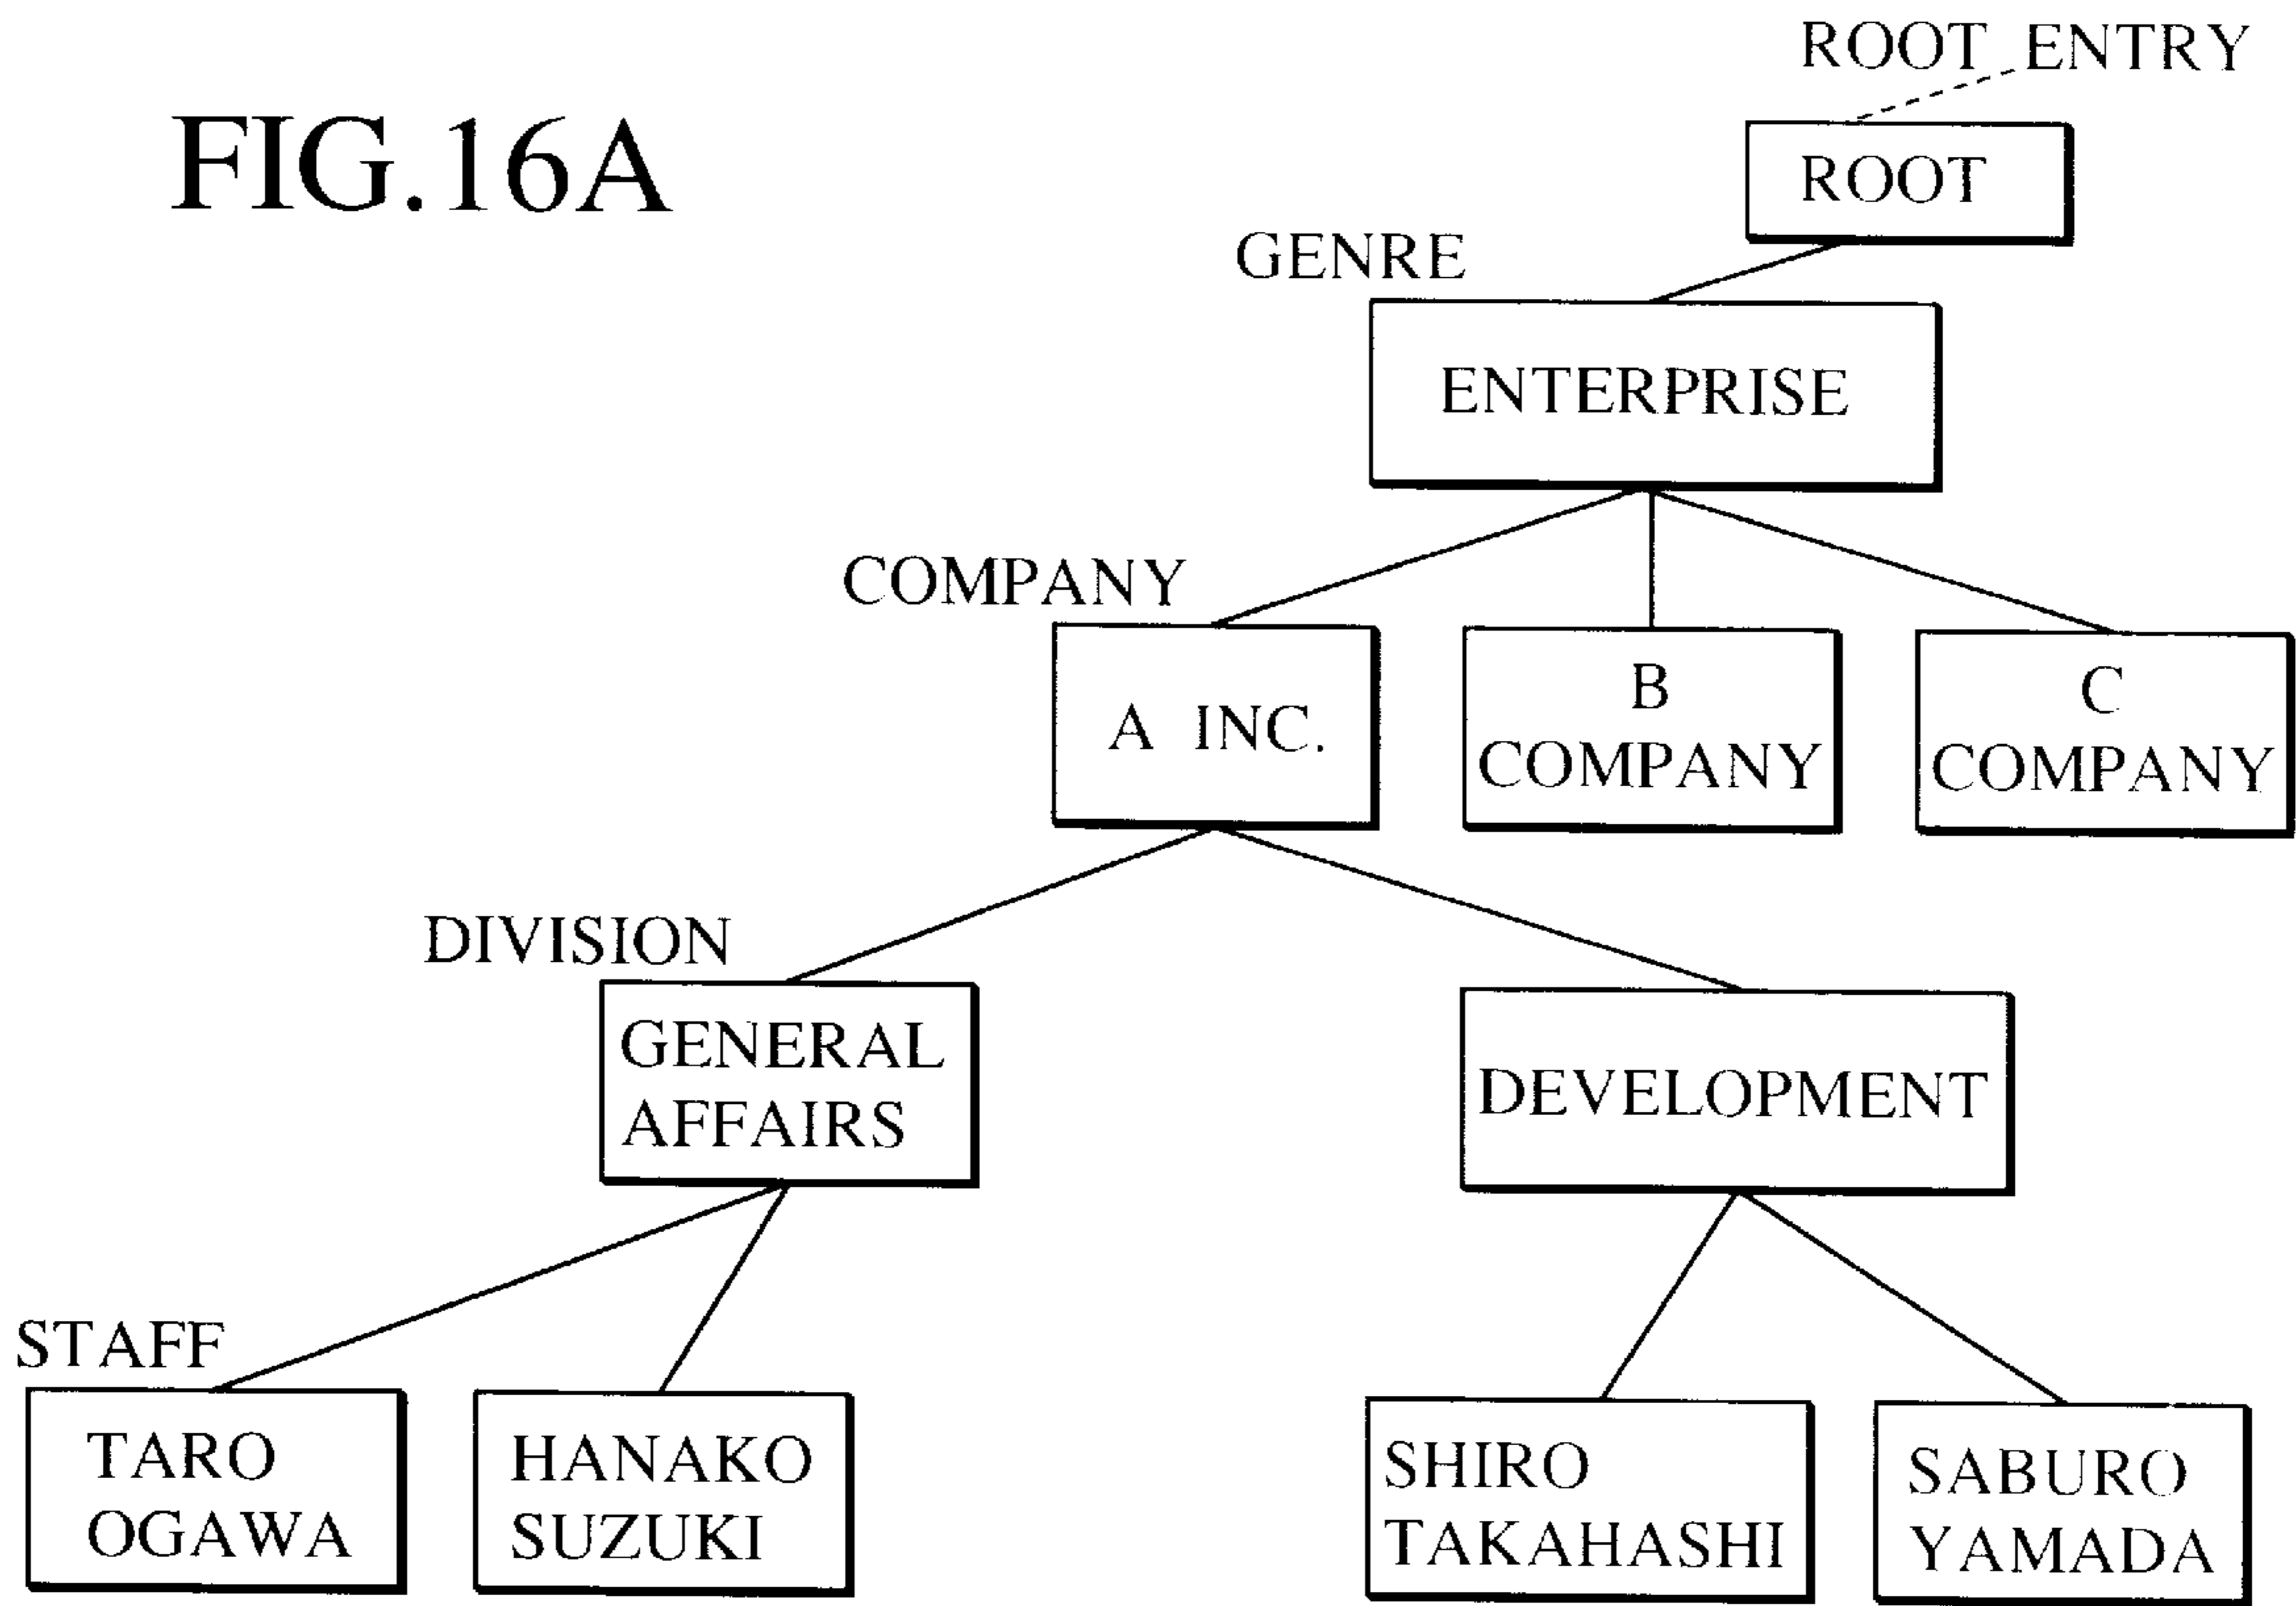 ROOT ENTRY
FIG.16A
ROOT
GENRE
ENTERPRISE
COMPANY
A INC.
B
COMPANY
C
COMPANY
DIVISION
GENERAL
AFFAIRS
DEVELOPMENT
STAFF
TARO
OGAWA
HANAKO
SUZUKI
SHIRO
TAKAHASHI
SABURO
YAMADA